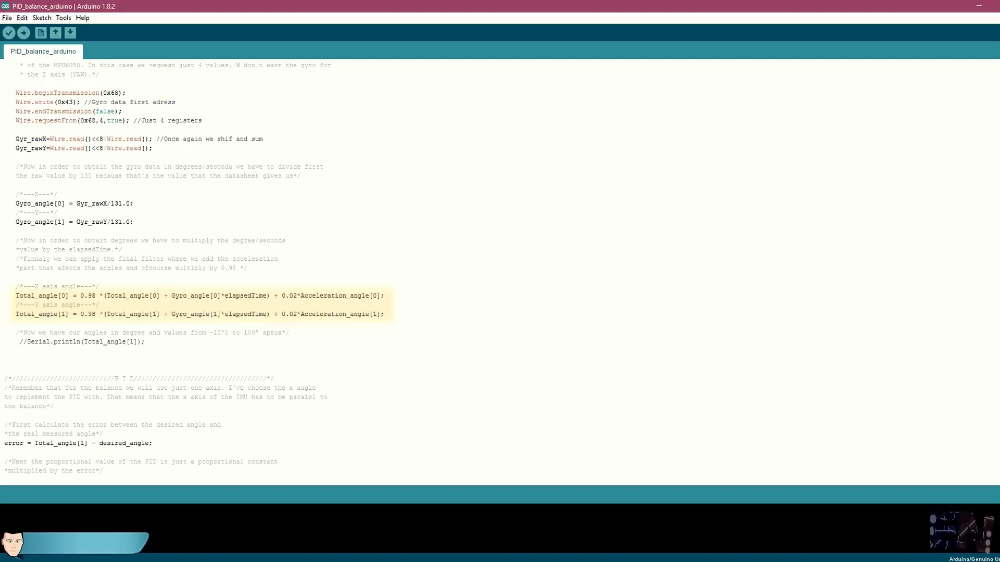 PID_balance_arduino | Arduino 1.8.2
File Edit Sketch Tools Help
PID_balance_arduino
* of the MPU6050. In this case we request just 4 values. W don¡t want the gyro for
* the Z axis (YAW).*/
Wire.beginTransmission(0x68);
Wire.write(0x43); //Gyro data first adress
Wire.endTransmission(false);
Wire.requestFrom(0x68,4,true); //Just 4 registers
Gyr_rawX=Wire.read()<<8|Wire.read(); //Once again we shif and sum
Gyr_rawY=Wire.read()<<8|Wire.read();
/*Now in order to obtain the gyro data in degrees/seconda we have to divide first
the raw value by 131 because that's the value that the datasheet gives us*/
/*---X---*/
Gyro_angle[0] = Gyr_rawX/131.0;
/*---Y---*/
Gyro_angle[1] = Gyr_rawY/131.0;
/*Now in order to obtain degrees we have to multiply the degree/seconds
*value by the elapsedTime.*/
/*Finnaly we can apply the final filter where we add the acceleration
*part that afects the angles and ofcourse multiply by 0.98 */
/*---X axis angle---*/
Total_angle[0] = 0.98 *(Total_angle[0] + Gyro_angle[0]*elapsedTime) + 0.02*Acceleration_angle[0];
/*---Y axis angle---*/
Total_angle[1] = 0.98 *(Total_angle[1] + Gyro_angle[1]*elapsedTime) + 0.02*Acceleration_angle[1];
/*Now we have our angles in degree and values from -10º0 to 100º aprox*/
//Serial.println(Total_angle[1]);
/*///////////////////////////P I D///////////////////////////////////*/
/*Remember that for the balance we will use just one axis. I've choose the x angle
to implement the PID with. That means that the x axis of the IMU has to be paralel to
the balance*/
/*First calculate the error between the desired angle and
*the real measured angle*/
error = Total_angle[1] - desired_angle;
/*Next the proportional value of the PID is just a proportional constant
*multiplied by the error*/
Arduino/Genuino U